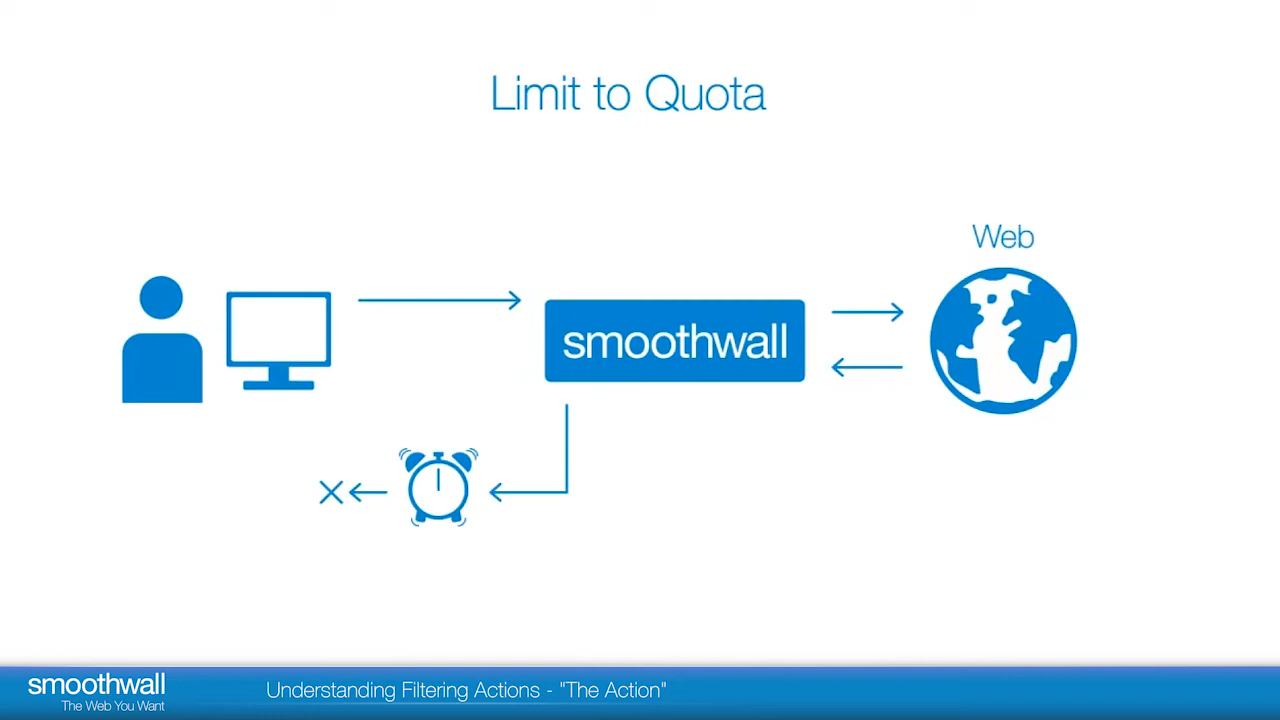 Limit to Quota
Web
smoothwall
smoothwall
The Web You Want
Understanding Filtering Actions - "The Action"